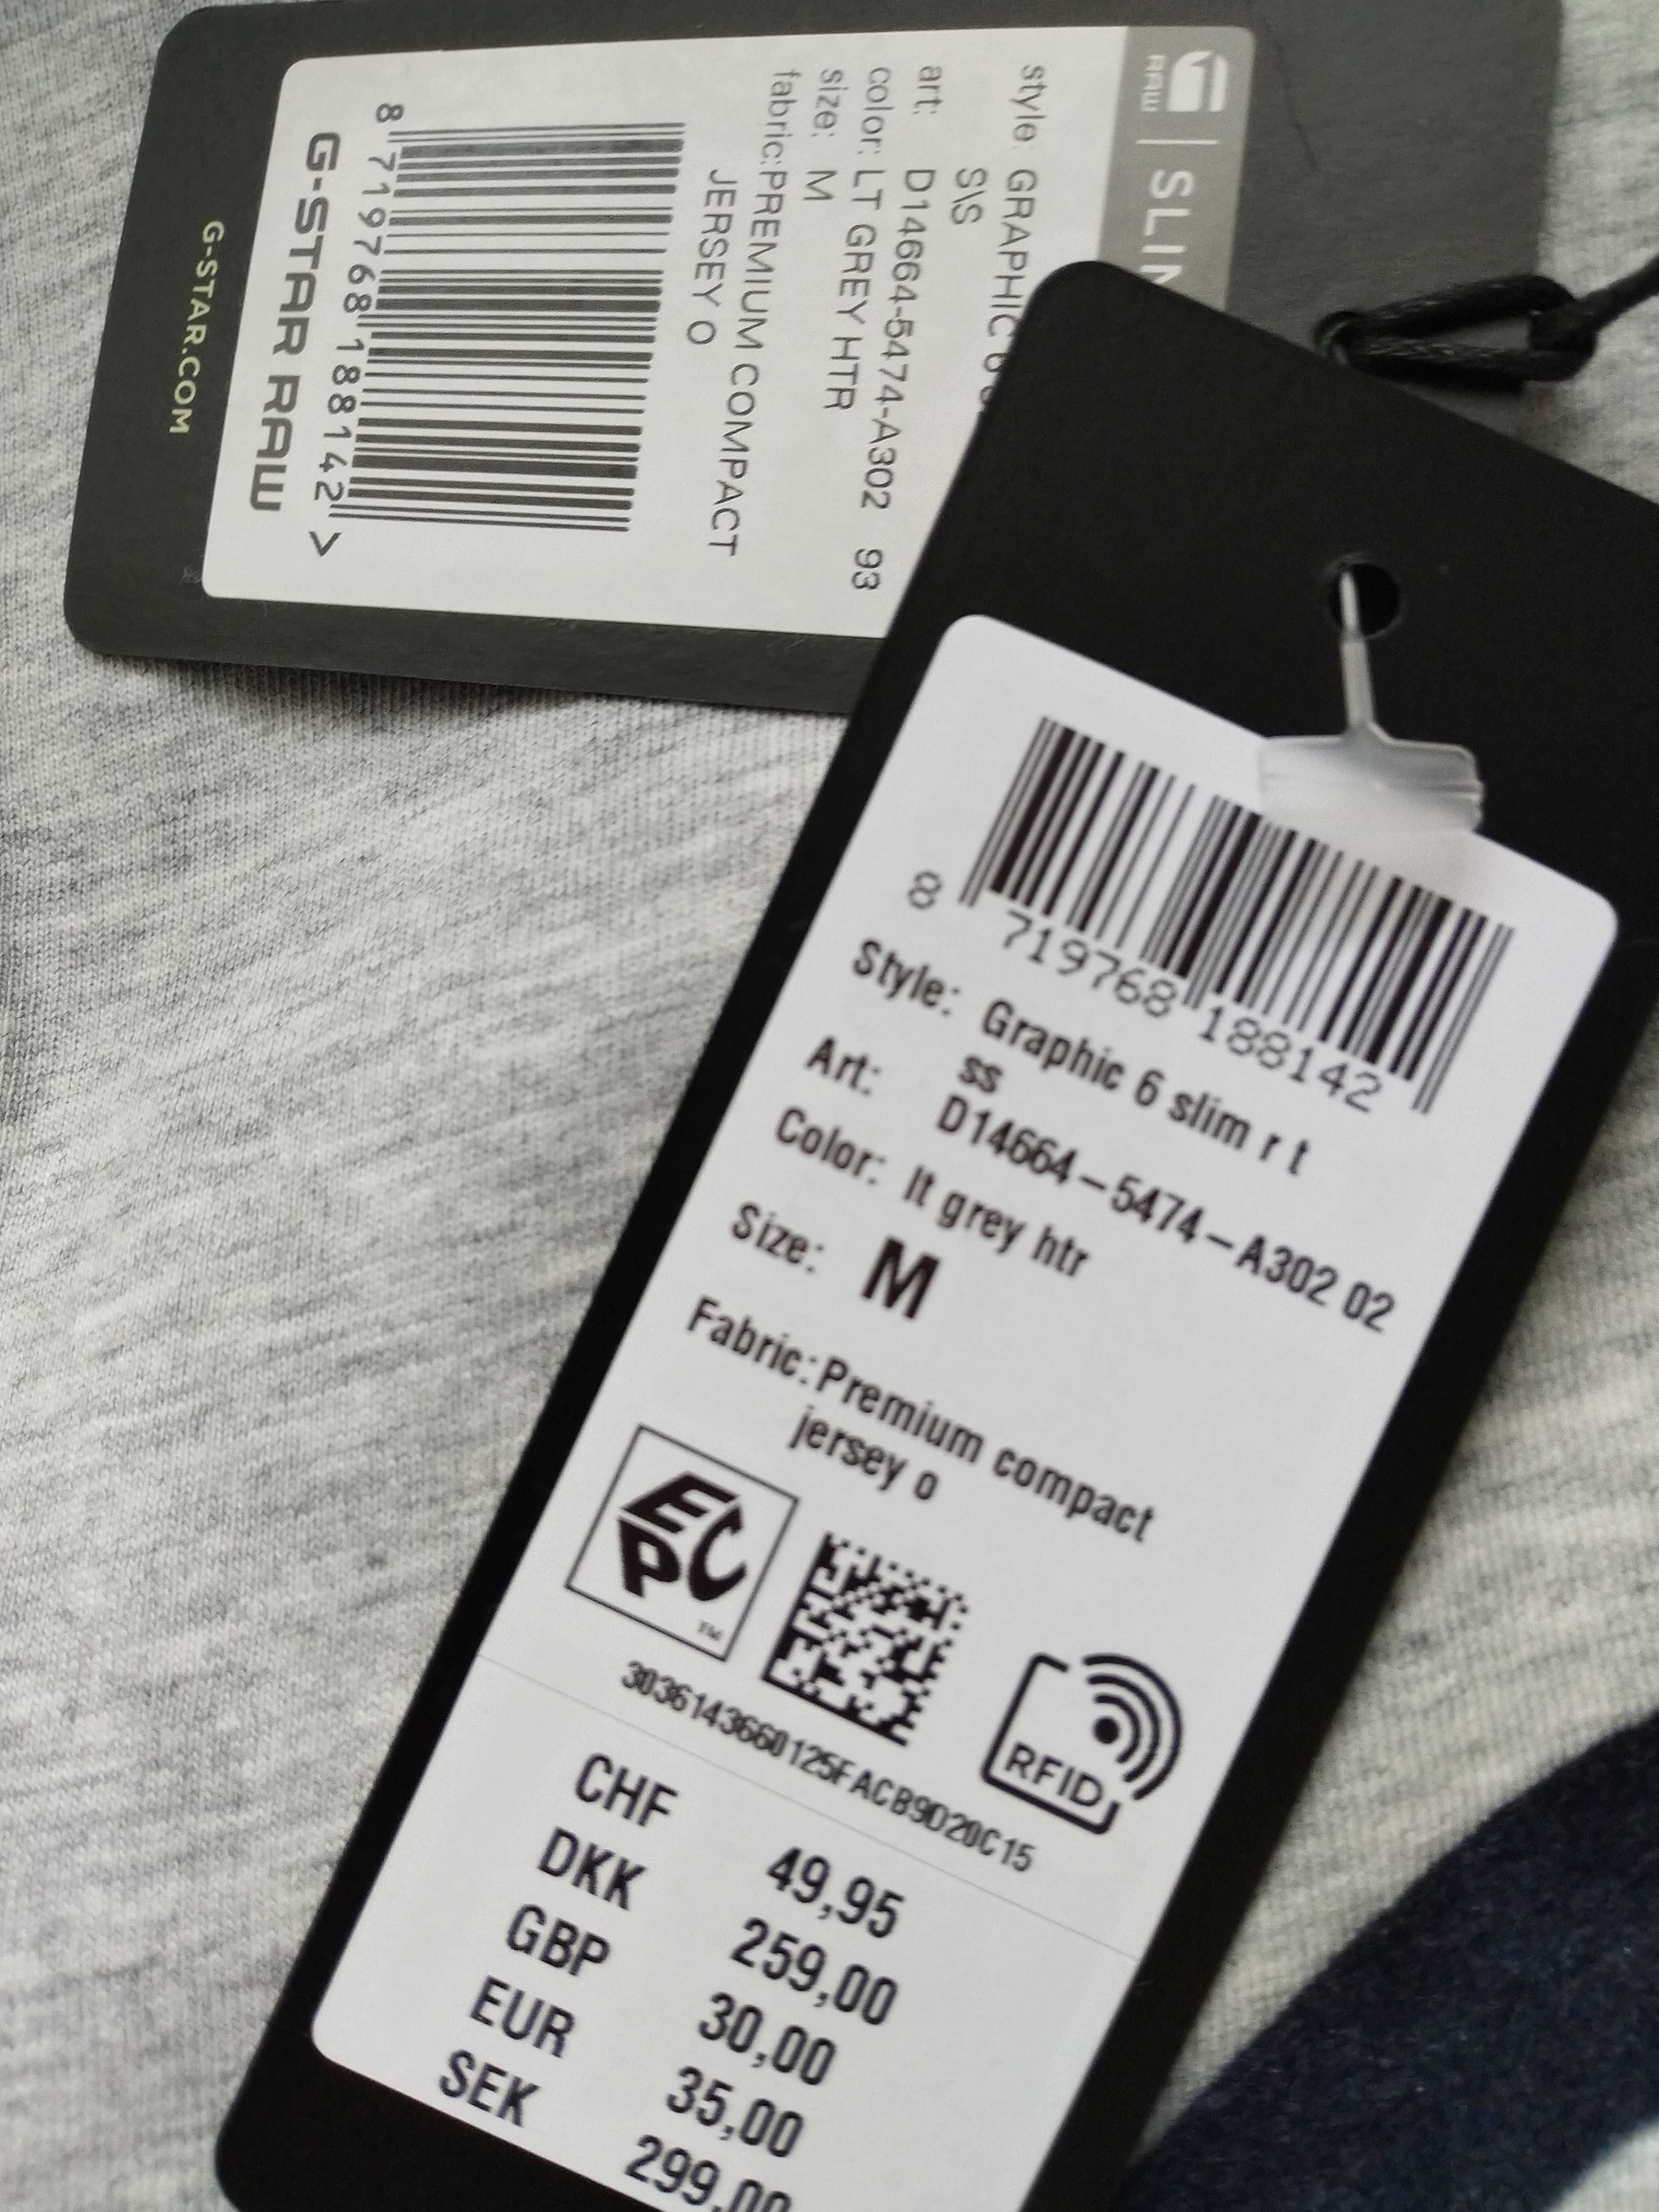 RAW | SLIM
style: GRAPHIC 6
S\S
art: D14664-5474-A302
color: LT GREY HTR 93
size: M
fabric:PREMIUM COMPACT
JERSEY O
8 719768 188142 >
G-STAR RAW
G-STAR.COM
8 719768 188142
Style: Graphic 6 slim r t
ss
Art: D14664-5474-A302 02
Color: lt grey htr
Size: M
Fabric: Premium compact
jersey o
EPC TM
RFID
3036143660125FACB9D20C15
CHF 49,95
DKK 259,00
GBP 30,00
EUR 35,00
SEK 299,00